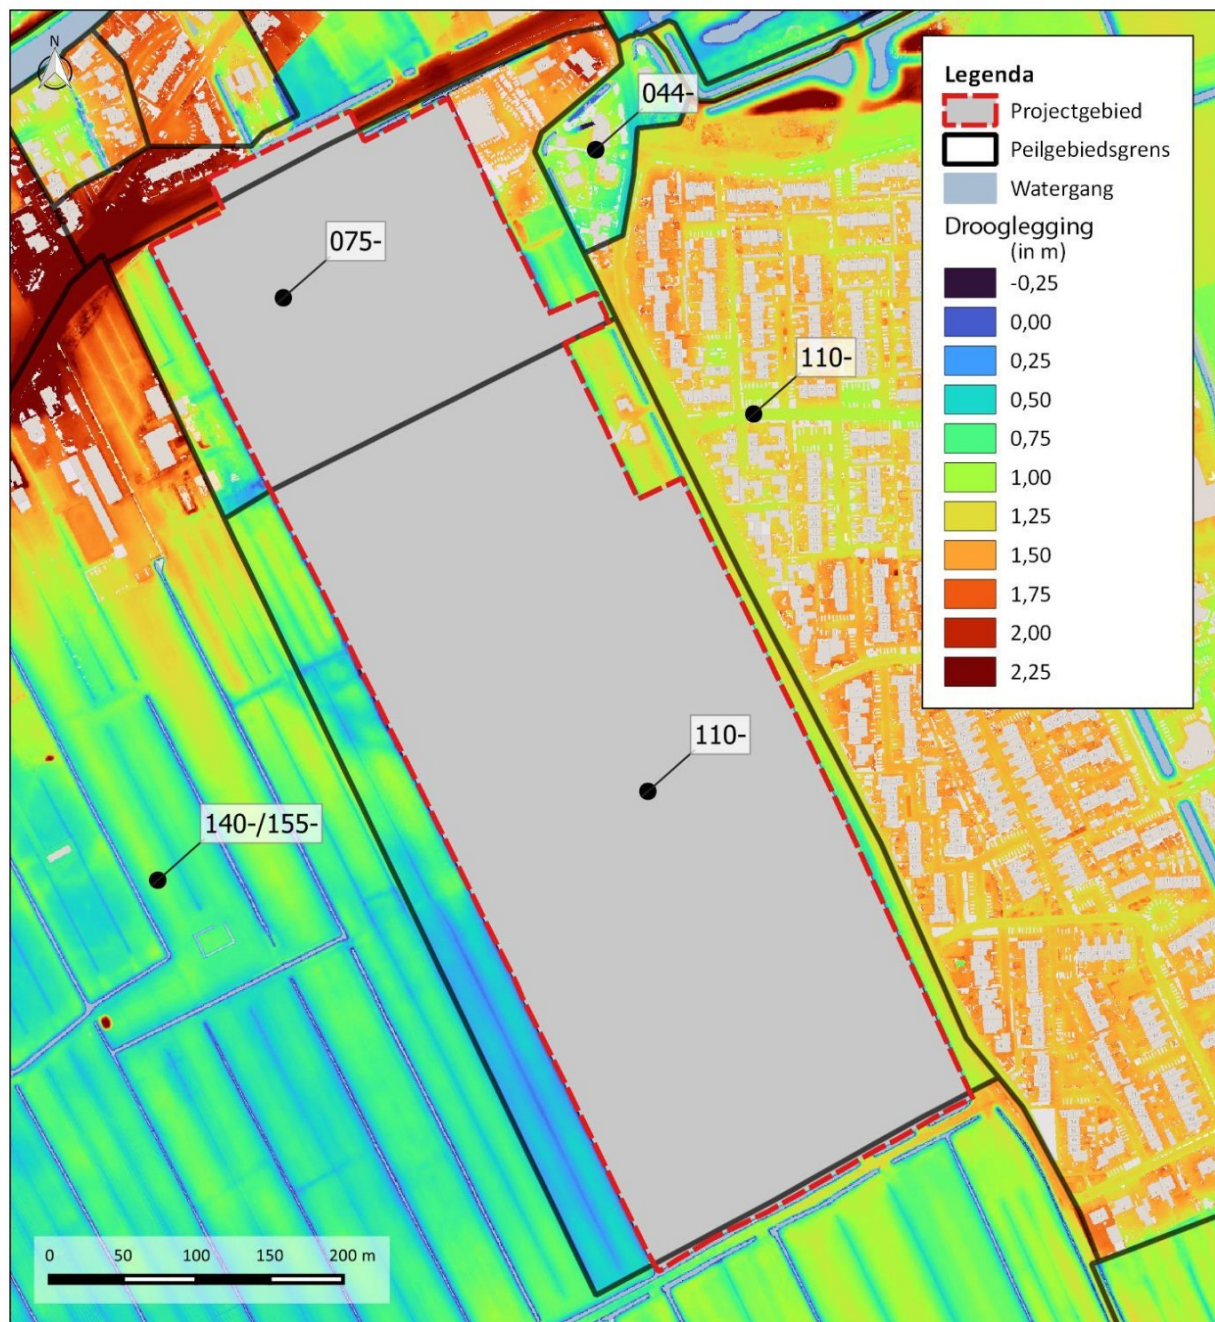 N
044-
075-
110-
110-
140-/155-
0 50 100 150 200 m
Legenda
Projectgebied
Peilgebiedsgrens
Watergang
Drooglegging
(in m)
-0,25
0,00
0,25
0,50
0,75
1,00
1,25
1,50
1,75
2,00
2,25